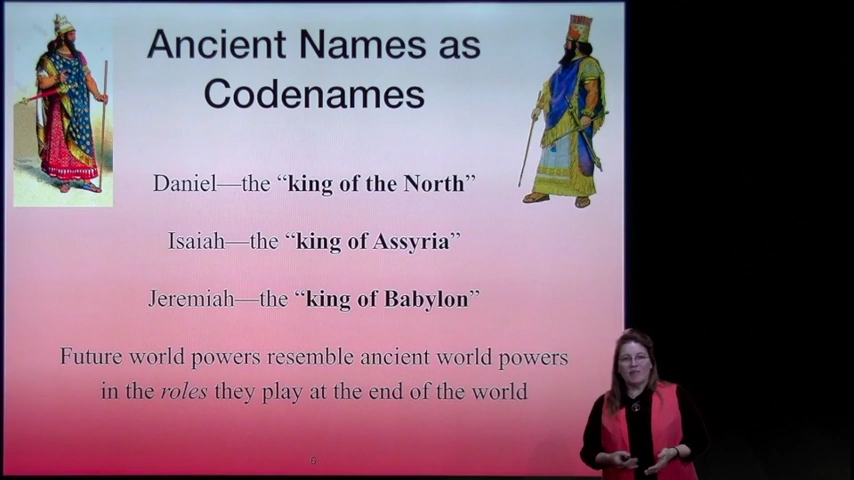 Ancient Names as
Codenames
Daniel—the “king of the North”
Isaiah—the “king of Assyria”
Jeremiah—the “king of Babylon”
Future world powers resemble ancient world powers
in the roles they play at the end of the world
6